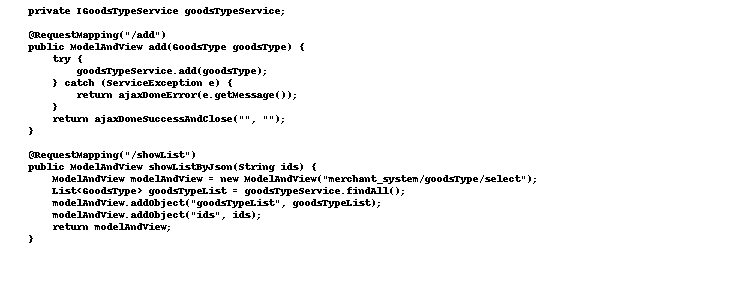 private IGoodsTypeService goodsTypeService;

@RequestMapping("/add")
public ModelAndView add(GoodsType goodsType) {
    try {
        goodsTypeService.add(goodsType);
    } catch (ServiceException e) {
        return ajaxDoneError(e.getMessage());
    }
    return ajaxDoneSuccessAndClose("", "");
}

@RequestMapping("/showList")
public ModelAndView showListByJson(String ids) {
    ModelAndView modelAndView = new ModelAndView("merchant_system/goodsType/select");
    List<GoodsType> goodsTypeList = goodsTypeService.findAll();
    modelAndView.addObject("goodsTypeList", goodsTypeList);
    modelAndView.addObject("ids", ids);
    return modelAndView;
}